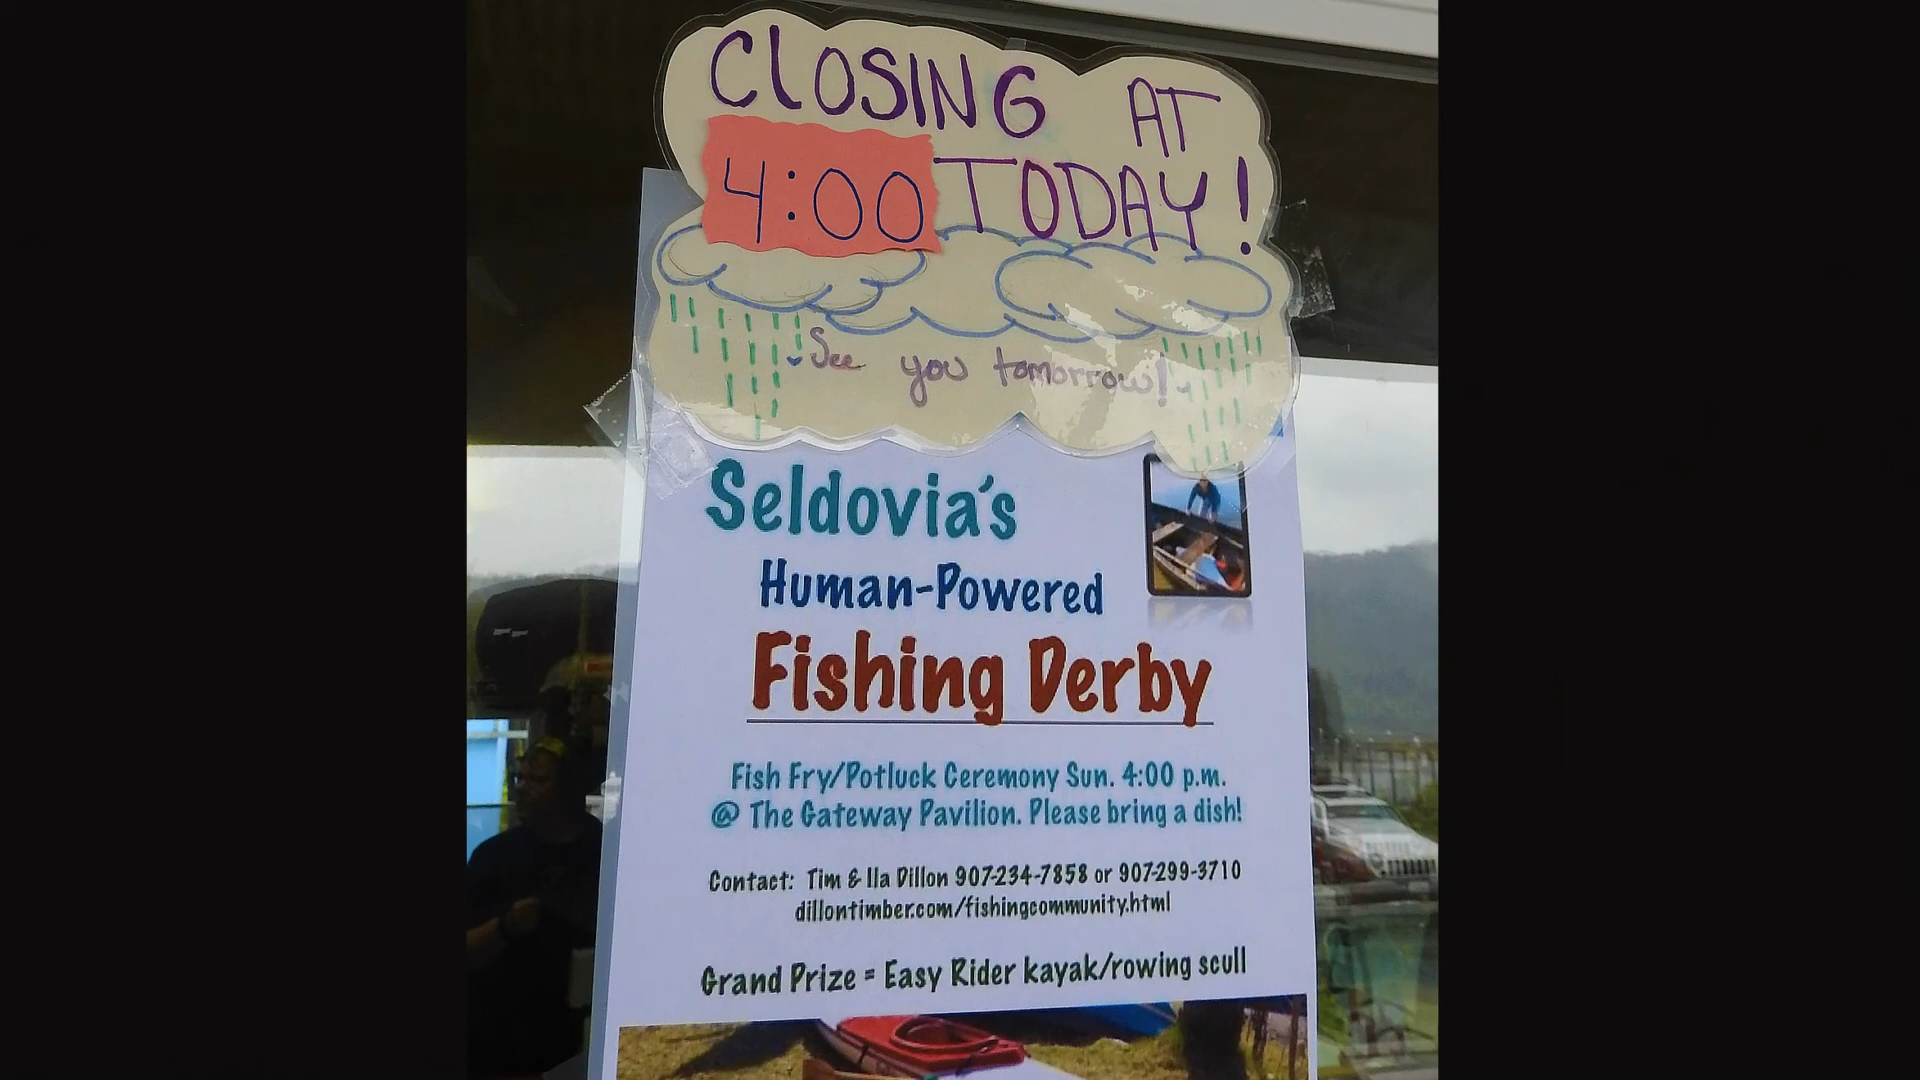 CLOSING AT
4:00 TODAY!
See you tomorrow!
Seldovia's
Human-Powered
Fishing Derby
Fish Fry/Potluck Ceremony Sun. 4:00 p.m.
@ The Gateway Pavilion. Please bring a dish!
Contact: Tim & Ila Dillon 907-234-7858 or 907-299-3710
dillontimber.com/fishingcommunity.html
Grand Prize = Easy Rider kayak/rowing scull